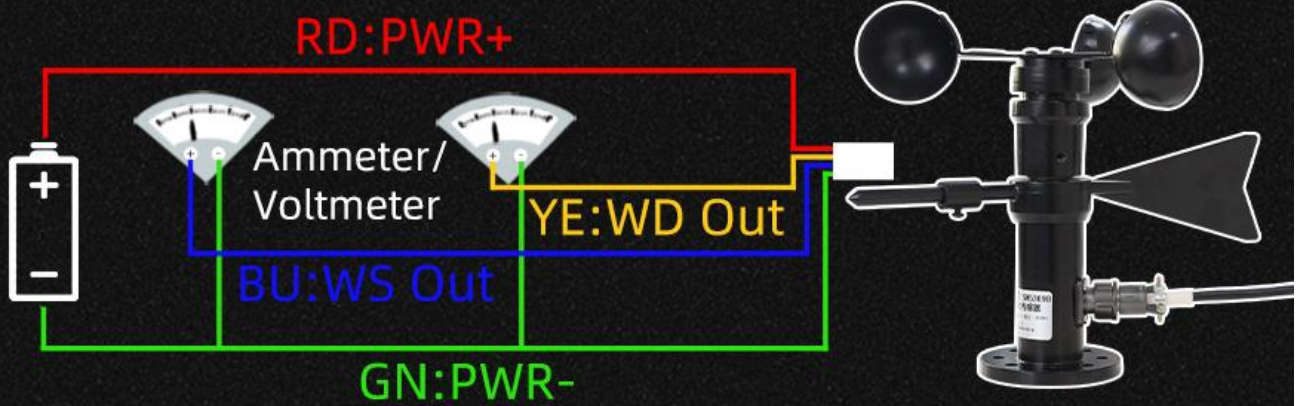 RD:PWR+
Ammeter/
Voltmeter
YE:WD Out
BU:WS Out
GN:PWR-